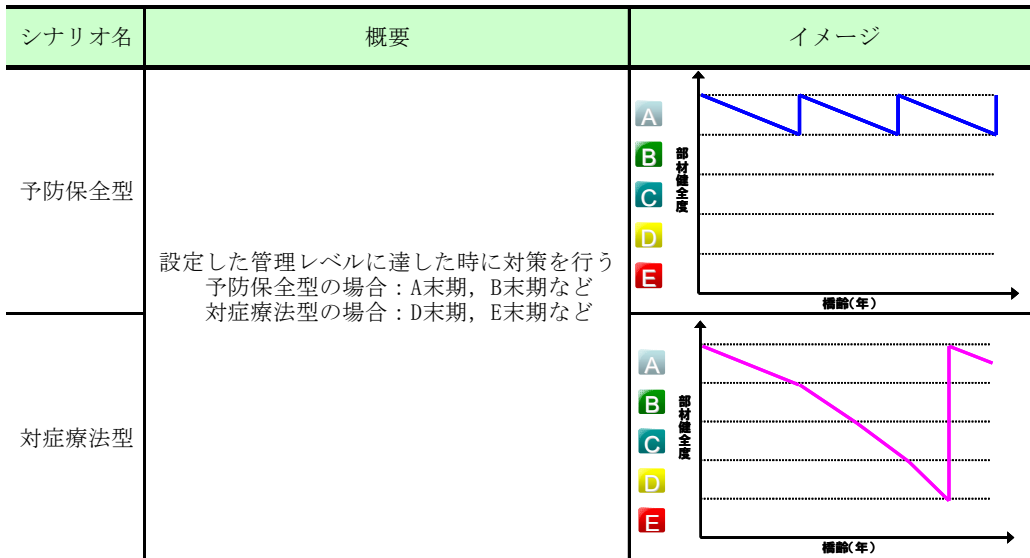 シナリオ名
概要
イメージ
予防保全型
設定した管理レベルに達した時に対策を行う
予防保全型の場合：A末期，B末期など
対症療法型の場合：D末期，E末期など
A
B
C
D
E
部材健全度
橋齢(年)
対症療法型
A
B
C
D
E
部材健全度
橋齢(年)